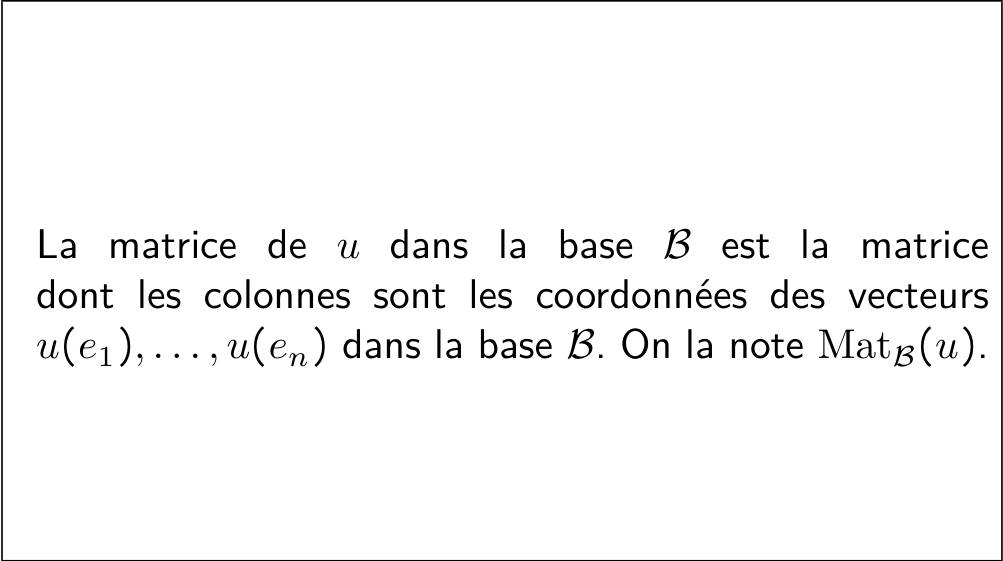 La matrice de $u$ dans la base $\mathcal{B}$ est la matrice
dont les colonnes sont les coordonnées des vecteurs
$u(e_1), \ldots, u(e_n)$ dans la base $\mathcal{B}$. On la note $\mathrm{Mat}_{\mathcal{B}}(u)$.